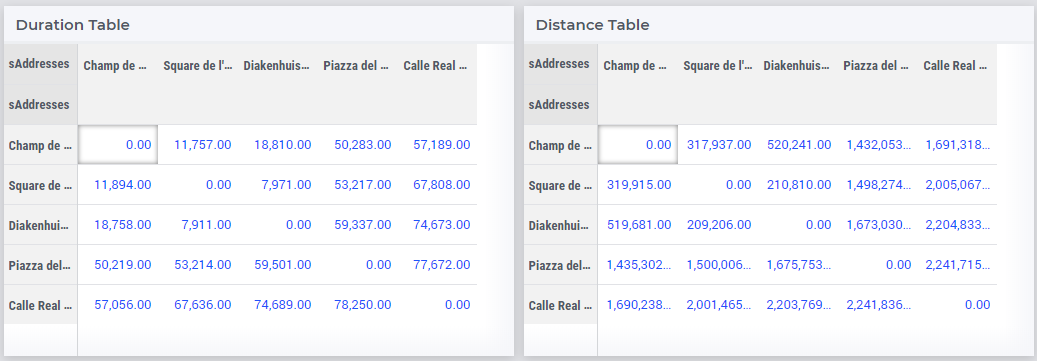 Duration Table
sAddresses Champ de ... Square de l'... Diakenhuis... Piazza del ... Calle Real ...
sAddresses
Champ de ... 0.00 11,757.00 18,810.00 50,283.00 57,189.00
Square de ... 11,894.00 0.00 7,971.00 53,217.00 67,808.00
Diakenhui... 18,758.00 7,911.00 0.00 59,337.00 74,673.00
Piazza del... 50,219.00 53,214.00 59,501.00 0.00 77,672.00
Calle Real ... 57,056.00 67,636.00 74,689.00 78,250.00 0.00
Distance Table
sAddresses Champ de ... Square de l'... Diakenhuis... Piazza del ... Calle Real ...
sAddresses
Champ de ... 0.00 317,937.00 520,241.00 1,432,053... 1,691,318...
Square de ... 319,915.00 0.00 210,810.00 1,498,274... 2,005,067...
Diakenhui... 519,681.00 209,206.00 0.00 1,673,030... 2,204,833...
Piazza del... 1,435,302... 1,500,006... 1,675,753... 0.00 2,241,715...
Calle Real ... 1,690,238... 2,001,465... 2,203,769... 2,241,836... 0.00